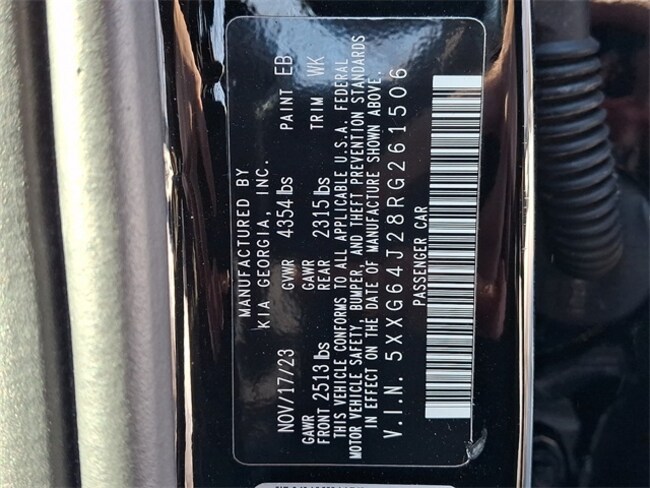 MANUFACTURED BY
KIA GEORGIA, INC.
NOV/17/23 GVWR 4354 lbs PAINT EB
GAWR FRONT 2513 lbs GAWR REAR 2315 lbs TRIM WK
THIS VEHICLE CONFORMS TO ALL APPLICABLE U.S.A. FEDERAL
MOTOR VEHICLE SAFETY, BUMPER, AND THEFT PREVENTION STANDARDS
IN EFFECT ON THE DATE OF MANUFACTURE SHOWN ABOVE.
V.I.N. 5XXG64J28RG261506
PASSENGER CAR